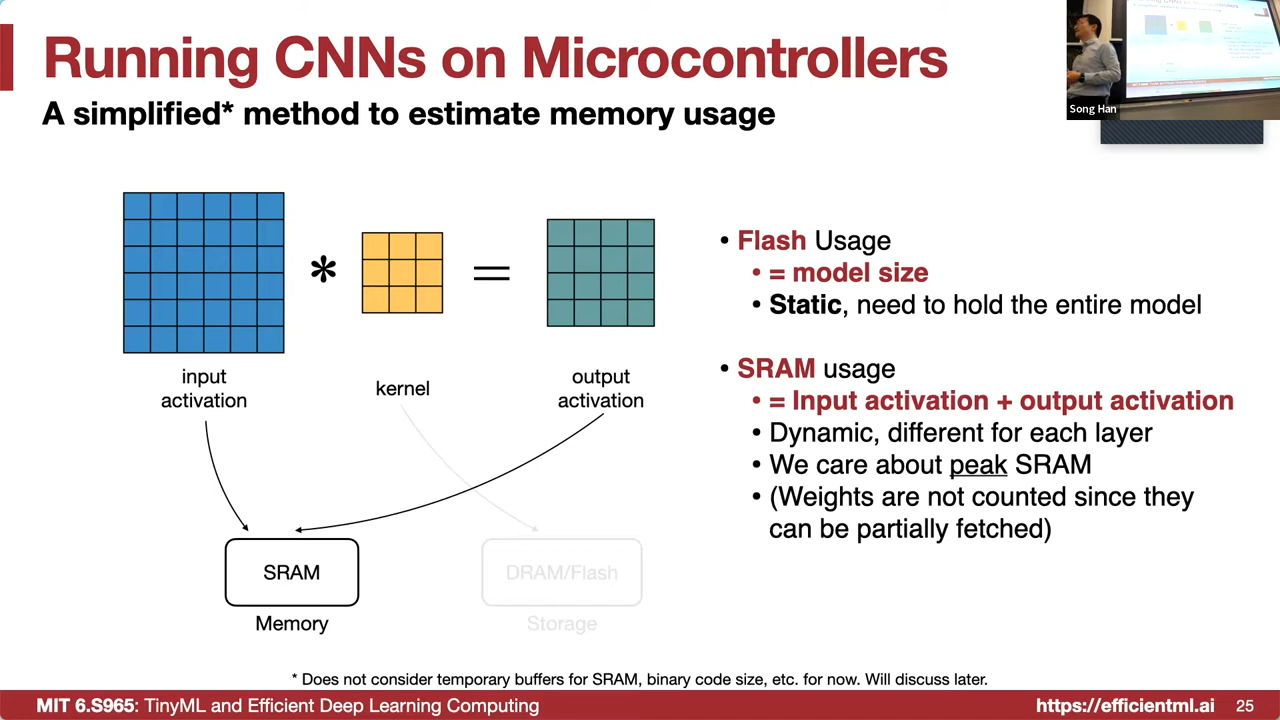 Running CNNs on Microcontrollers
A simplified* method to estimate memory usage
Song Han
*
=
input
activation
kernel
output
activation
SRAM
Memory
DRAM/Flash
Storage
• Flash Usage
• = model size
• Static, need to hold the entire model
• SRAM usage
• = Input activation + output activation
• Dynamic, different for each layer
• We care about peak SRAM
• (Weights are not counted since they
can be partially fetched)
* Does not consider temporary buffers for SRAM, binary code size, etc. for now. Will discuss later.
MIT 6.S965: TinyML and Efficient Deep Learning Computing
https://efficientml.ai
25